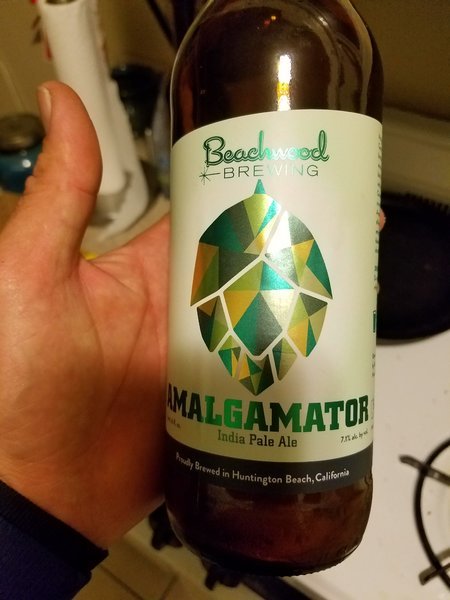 Beachwood
BREWING
AMALGAMATOR
India Pale Ale
7.1% alc. by vol.
Proudly Brewed in Huntington Beach, California